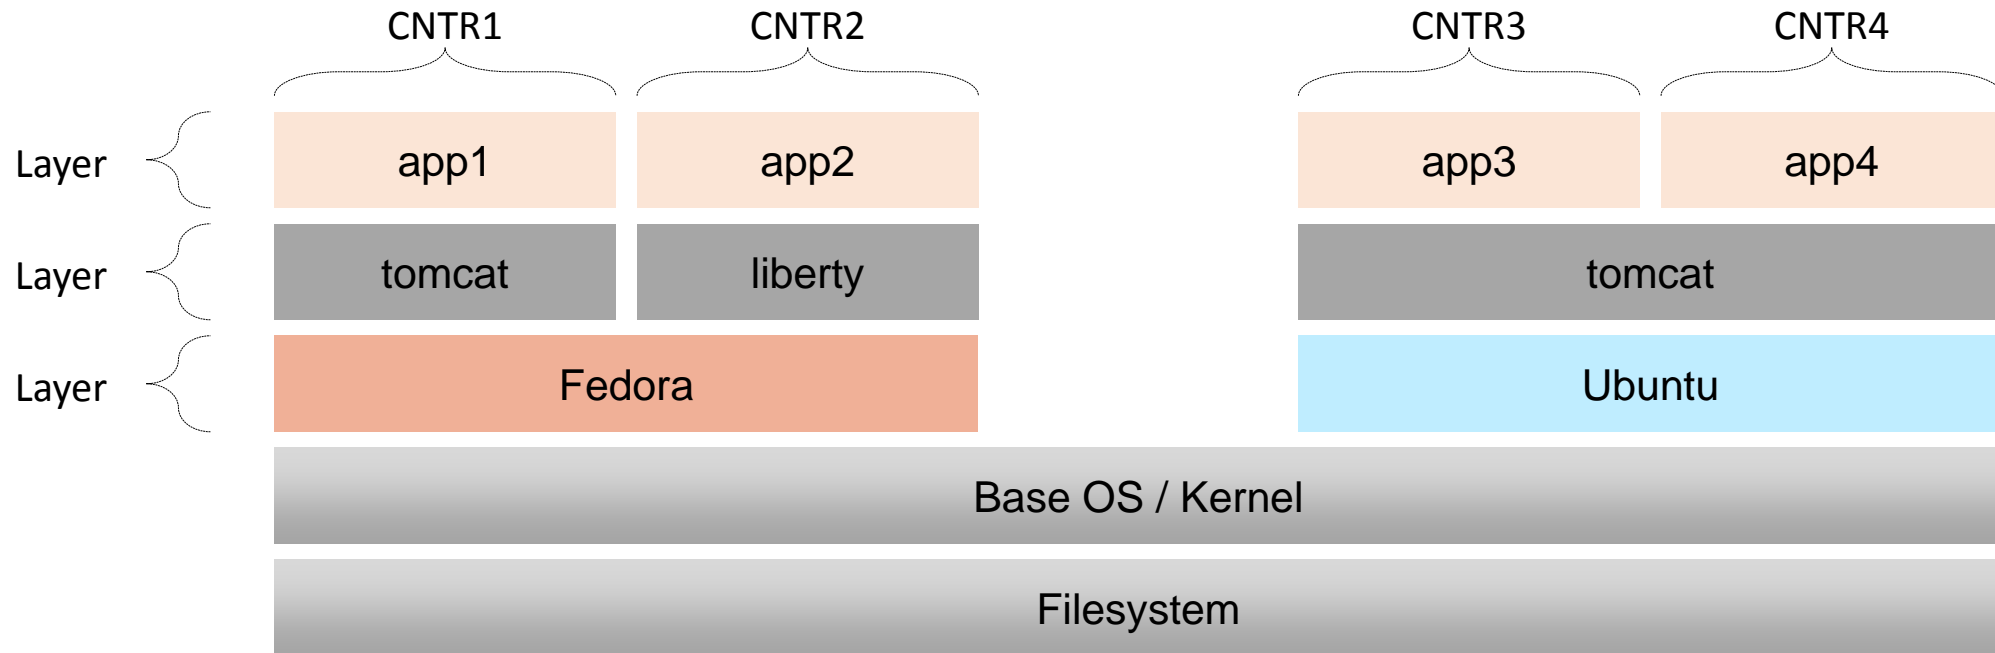 CNTR1 CNTR2 CNTR3 CNTR4
Layer app1 app2 app3 app4
Layer tomcat liberty tomcat
Layer Fedora Ubuntu
Base OS / Kernel
Filesystem